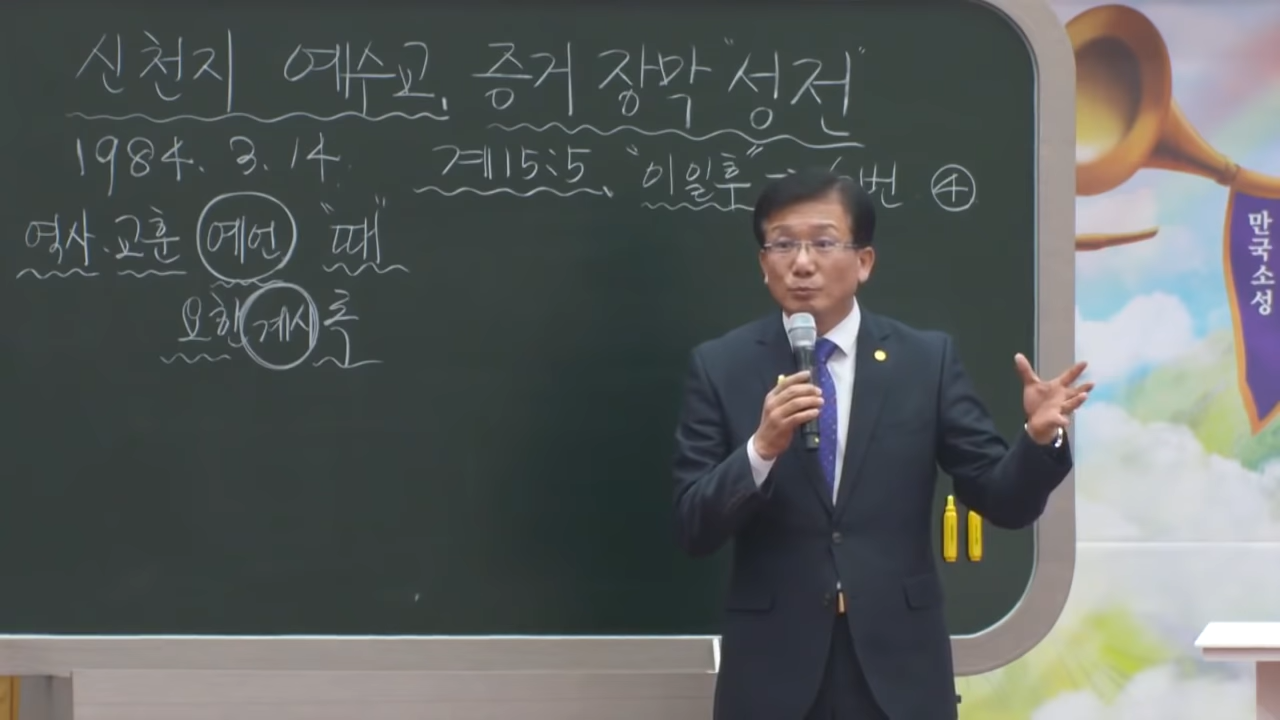 신천지 예수교, 증거장막 "성전"
1984. 3. 14. 계15:5, "이일후" 번 ④
역사. 교훈 예언 "때"
요한계시록
만국소성